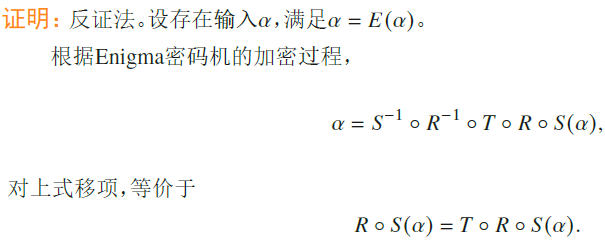 证明：反证法。设存在输入α，满足α = E(α)。
根据Enigma密码机的加密过程，
α = S⁻¹ ∘ R⁻¹ ∘ T ∘ R ∘ S(α),
对上式移项，等价于
R ∘ S(α) = T ∘ R ∘ S(α).